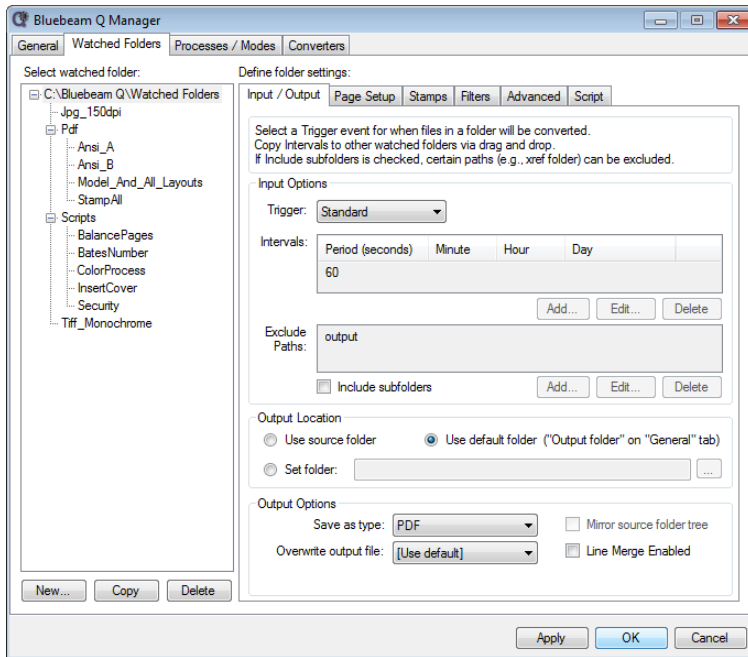 Bluebeam Q Manager
General Watched Folders Processes / Modes Converters
Select watched folder:
C:\Bluebeam Q\Watched Folders
Jpg_150dpi
Pdf
Ansi_A
Ansi_B
Model_And_All_Layouts
StampAll
Scripts
BalancePages
BatesNumber
ColorProcess
InsertCover
Security
Tiff_Monochrome
New... Copy Delete
Define folder settings:
Input / Output Page Setup Stamps Filters Advanced Script
Select a Trigger event for when files in a folder will be converted.
Copy Intervals to other watched folders via drag and drop.
If Include subfolders is checked, certain paths (e.g., xref folder) can be excluded.
Input Options
Trigger: Standard
Intervals: Period (seconds) Minute Hour Day
60
Add... Edit... Delete
Exclude
Paths:
output
Include subfolders Add... Edit... Delete
Output Location
Use source folder Use default folder ("Output folder" on "General" tab)
Set folder: ...
Output Options
Save as type: PDF Mirror source folder tree
Overwrite output file: [Use default] Line Merge Enabled
Apply OK Cancel